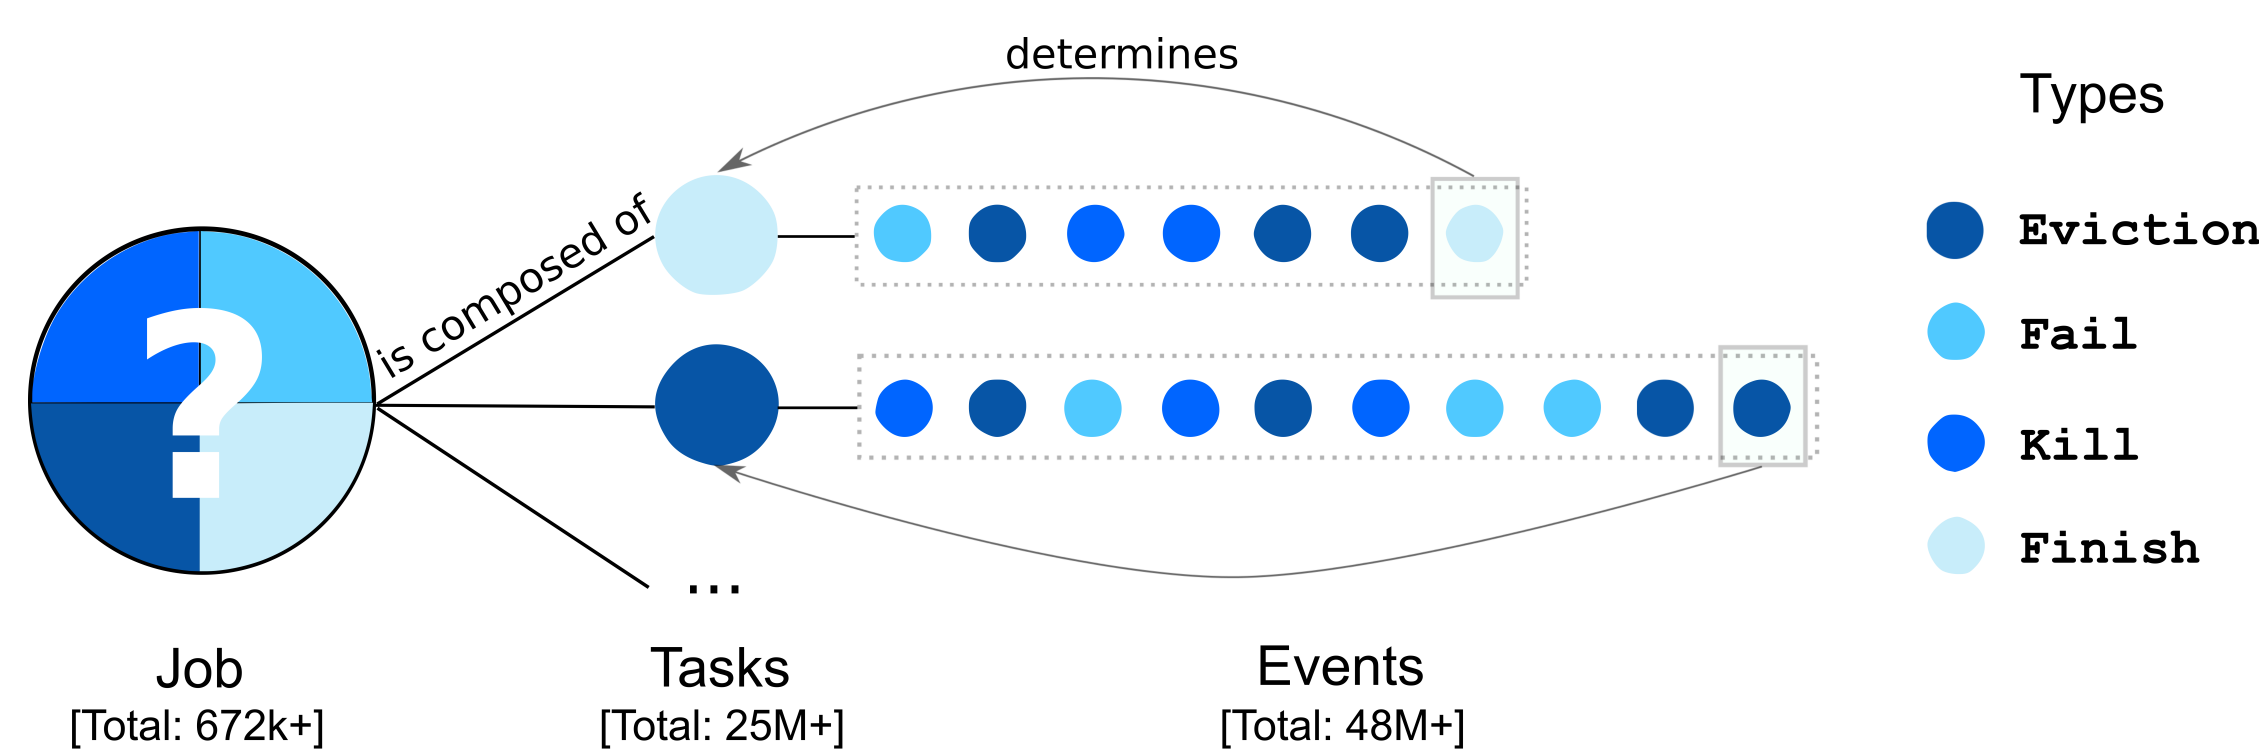 determines
Types
is composed of
Eviction
Fail
Kill
Finish
?
...
Job
[Total: 672k+]
Tasks
[Total: 25M+]
Events
[Total: 48M+]